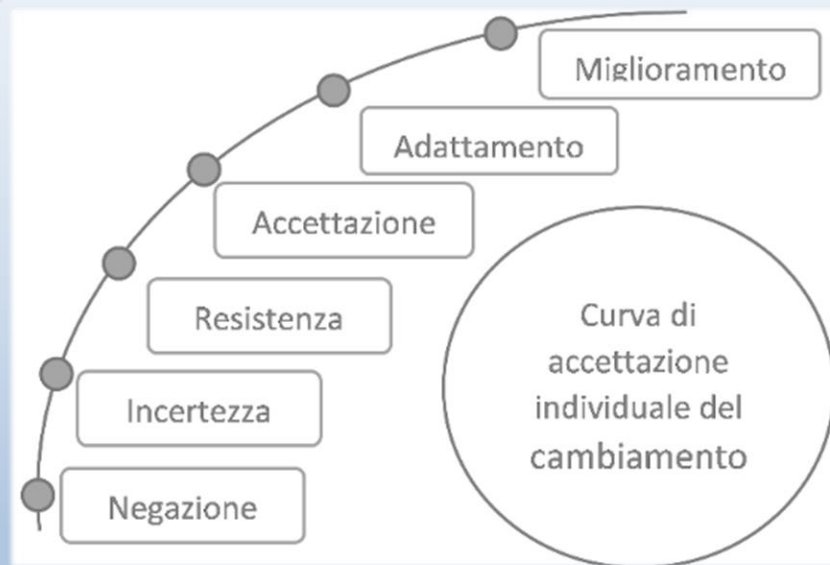 Miglioramento
Adattamento
Accettazione
Resistenza
Incertezza
Negazione
Curva di
accettazione
individuale del
cambiamento